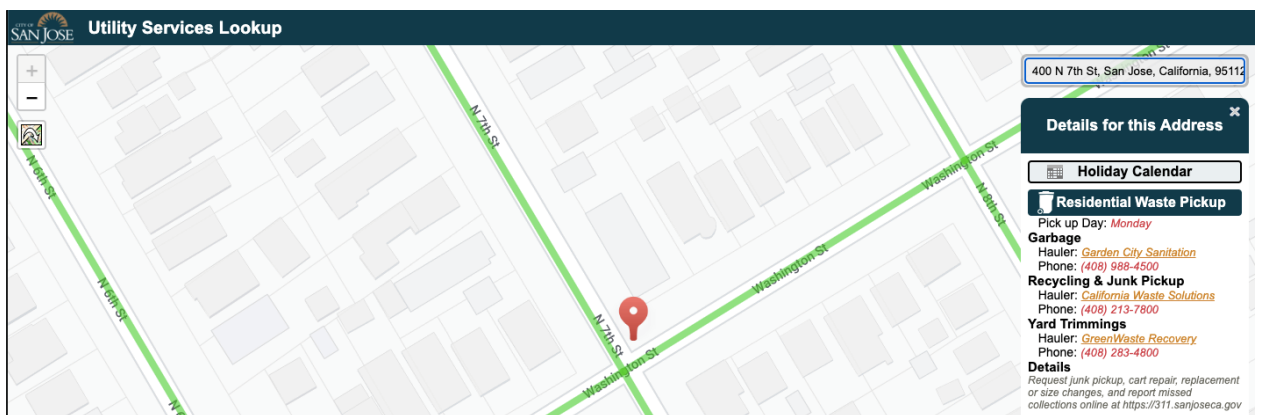 CITY OF
SAN JOSE
Utility Services Lookup
+
−
400 N 7th St, San Jose, California, 95112
Details for this Address
×
Holiday Calendar
Residential Waste Pickup
Pick up Day: Monday
Garbage
Hauler: Garden City Sanitation
Phone: (408) 988-4500
Recycling & Junk Pickup
Hauler: California Waste Solutions
Phone: (408) 213-7800
Yard Trimmings
Hauler: GreenWaste Recovery
Phone: (408) 283-4800
Details
Request junk pickup, cart repair, replacement
or size changes, and report missed
collections online at https://311.sanjoseca.gov
N 7th St
N 6th St
Washington St
N 8th St
Washington St
N 6th St
N 7th St
Washington St